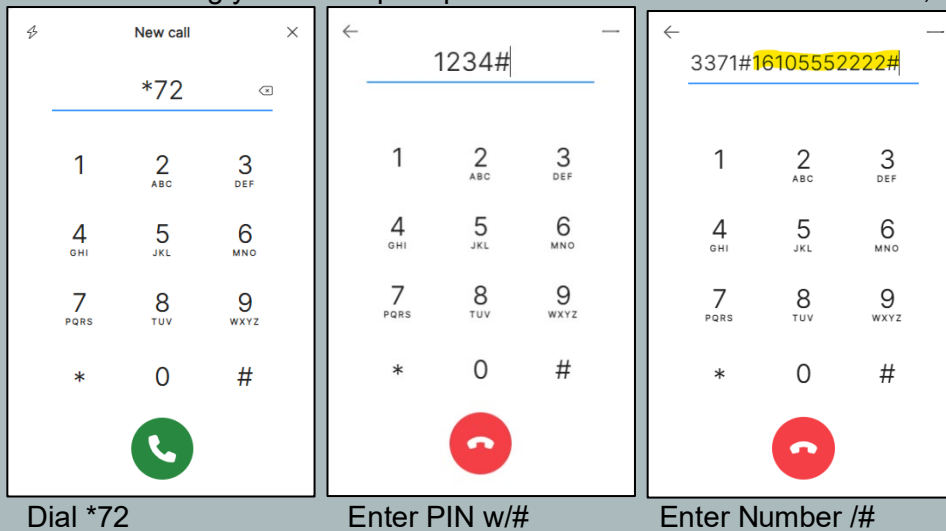 New call
*72
1 2 3
ABC DEF
4 5 6
GHI JKL MNO
7 8 9
PQRS TUV WXYZ
* 0 #
Dial *72
1234#
1 2 3
ABC DEF
4 5 6
GHI JKL MNO
7 8 9
PQRS TUV WXYZ
* 0 #
Enter PIN w/#
3371#16105552222#
1 2 3
ABC DEF
4 5 6
GHI JKL MNO
7 8 9
PQRS TUV WXYZ
* 0 #
Enter Number /#